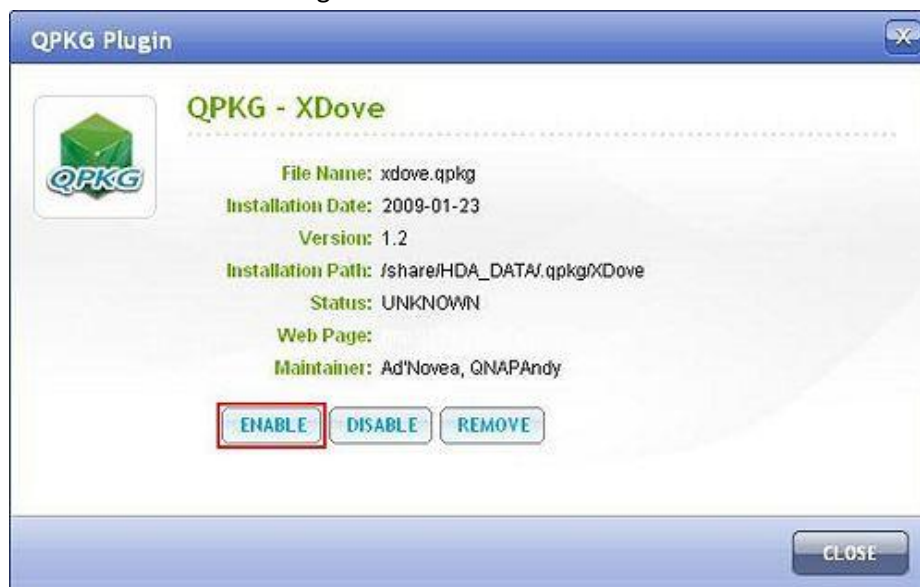 QPKG Plugin
QPKG
QPKG - XDove
File Name: xdove.qpkg
Installation Date: 2009-01-23
Version: 1.2
Installation Path: /share/HDA_DATA/.qpkg/XDove
Status: UNKNOWN
Web Page:
Maintainer: Ad'Novea, QNAPAndy
ENABLE DISABLE REMOVE
CLOSE